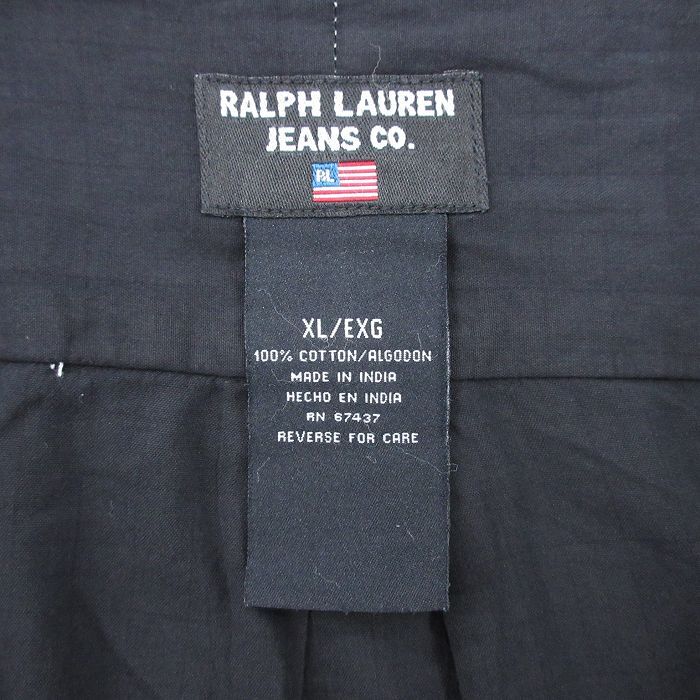 RALPH LAUREN
JEANS CO.
RL
XL/EXG
100% COTTON/ALGODON
MADE IN INDIA
HECHO EN INDIA
RN 67437
REVERSE FOR CARE